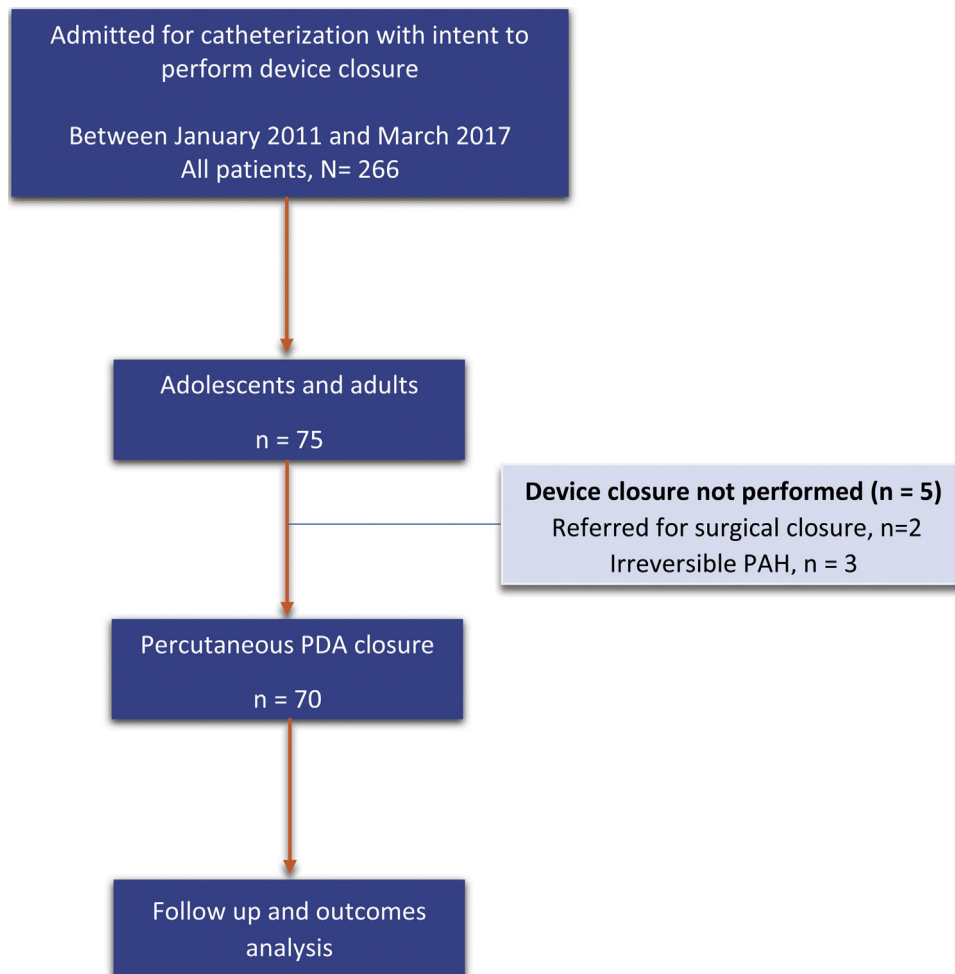 Admitted for catheterization with intent to
perform device closure
Between January 2011 and March 2017
All patients, N= 266
Adolescents and adults
n = 75
Device closure not performed (n = 5)
Referred for surgical closure, n=2
Irreversible PAH, n = 3
Percutaneous PDA closure
n = 70
Follow up and outcomes
analysis